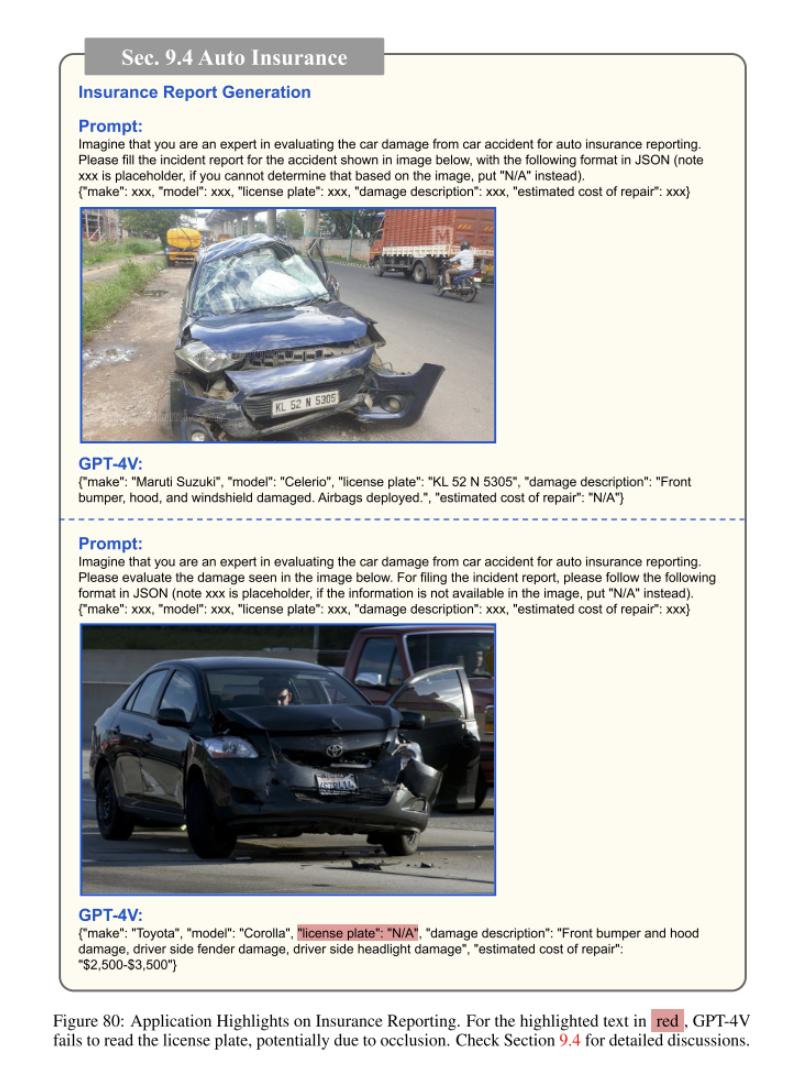 Sec. 9.4 Auto Insurance
Insurance Report Generation
Prompt:
Imagine that you are an expert in evaluating the car damage from car accident for auto insurance reporting.
Please fill the incident report for the accident shown in image below, with the following format in JSON (note
xxx is placeholder, if you cannot determine that based on the image, put "N/A" instead).
{"make": xxx, "model": xxx, "license plate": xxx, "damage description": xxx, "estimated cost of repair": xxx}
M
KL 52 N 5305
GPT-4V:
{"make": "Maruti Suzuki", "model": "Celerio", "license plate": "KL 52 N 5305", "damage description": "Front
bumper, hood, and windshield damaged. Airbags deployed.", "estimated cost of repair": "N/A"}
Prompt:
Imagine that you are an expert in evaluating the car damage from car accident for auto insurance reporting.
Please evaluate the damage seen in the image below. For filing the incident report, please follow the following
format in JSON (note xxx is placeholder, if the information is not available in the image, put "N/A" instead).
{"make": xxx, "model": xxx, "license plate": xxx, "damage description": xxx, "estimated cost of repair": xxx}
GPT-4V:
{"make": "Toyota", "model": "Corolla", "license plate": "N/A", "damage description": "Front bumper and hood
damage, driver side fender damage, driver side headlight damage", "estimated cost of repair":
"$2,500-$3,500"}
Figure 80: Application Highlights on Insurance Reporting. For the highlighted text in red, GPT-4V
fails to read the license plate, potentially due to occlusion. Check Section 9.4 for detailed discussions.